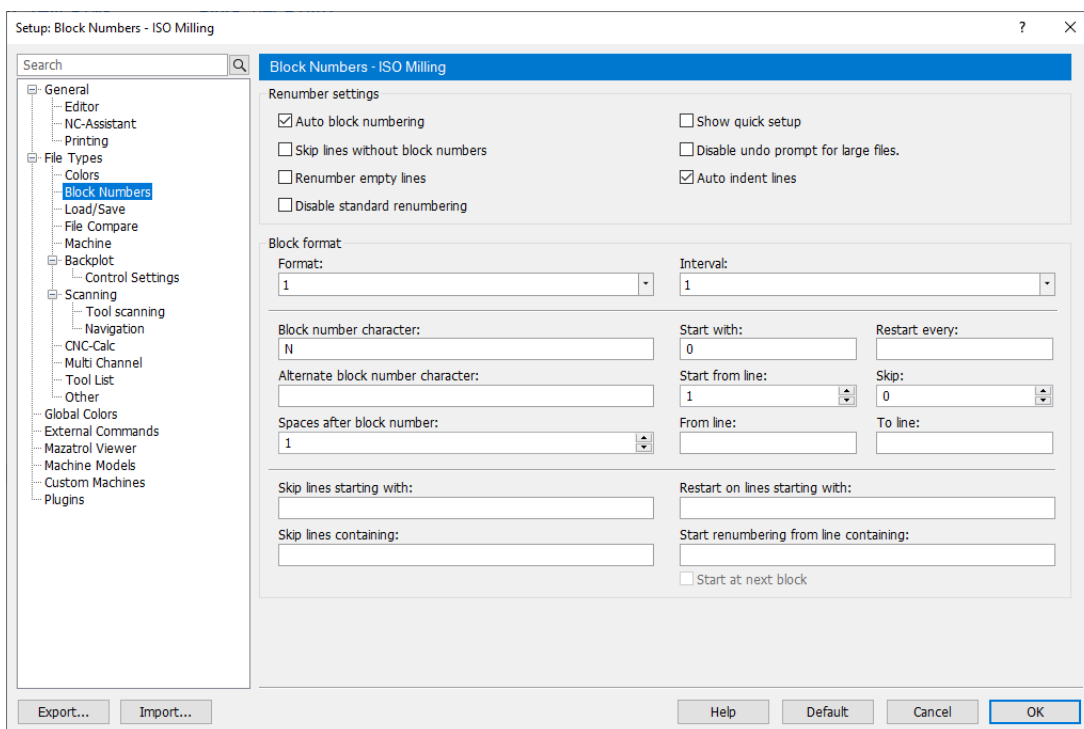 Setup: Block Numbers - ISO Milling
?
Search
General
Editor
NC-Assistant
Printing
File Types
Colors
Block Numbers
Load/Save
File Compare
Machine
Backplot
Control Settings
Scanning
Tool scanning
Navigation
CNC-Calc
Multi Channel
Tool List
Other
Global Colors
External Commands
Mazatrol Viewer
Machine Models
Custom Machines
Plugins
Block Numbers - ISO Milling
Renumber settings
Auto block numbering
Show quick setup
Skip lines without block numbers
Disable undo prompt for large files.
Renumber empty lines
Auto indent lines
Disable standard renumbering
Block format
Format:
Interval:
1
1
Block number character:
Start with:
Restart every:
N
0
Alternate block number character:
Start from line:
Skip:
1
0
Spaces after block number:
From line:
To line:
1
Skip lines starting with:
Restart on lines starting with:
Skip lines containing:
Start renumbering from line containing:
Start at next block
Export...
Import...
Help
Default
Cancel
OK